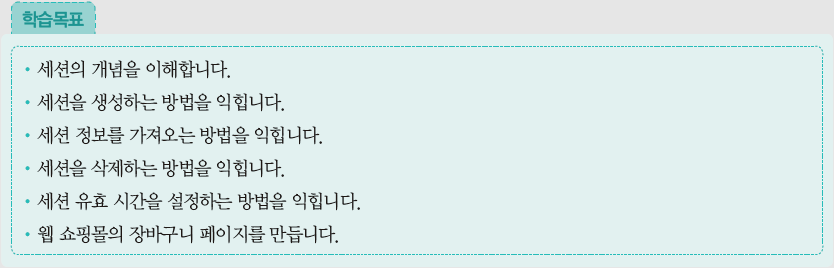 학습목표
• 세션의 개념을 이해합니다.
• 세션을 생성하는 방법을 익힙니다.
• 세션 정보를 가져오는 방법을 익힙니다.
• 세션을 삭제하는 방법을 익힙니다.
• 세션 유효 시간을 설정하는 방법을 익힙니다.
• 웹 쇼핑몰의 장바구니 페이지를 만듭니다.